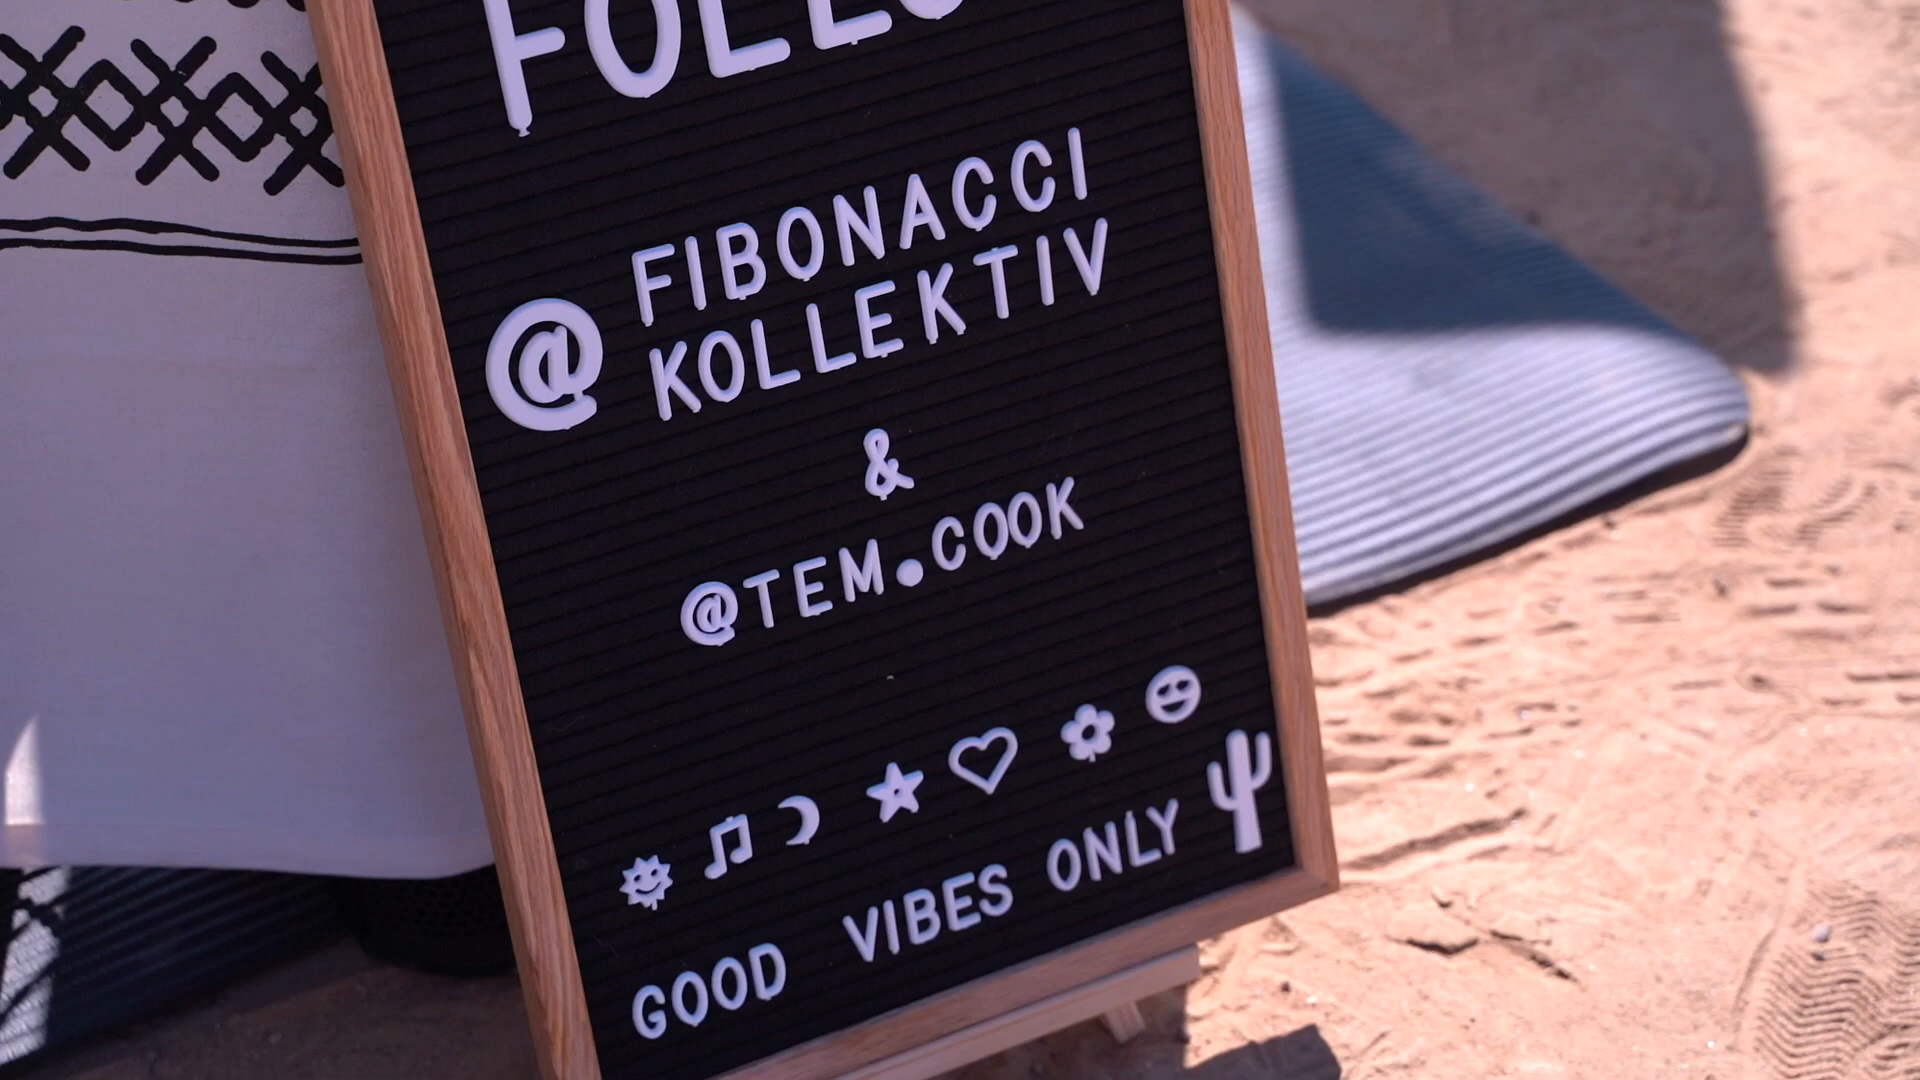 @ FIBONACCI
KOLLEKTIV
&
@TEM.COOK
GOOD VIBES ONLY